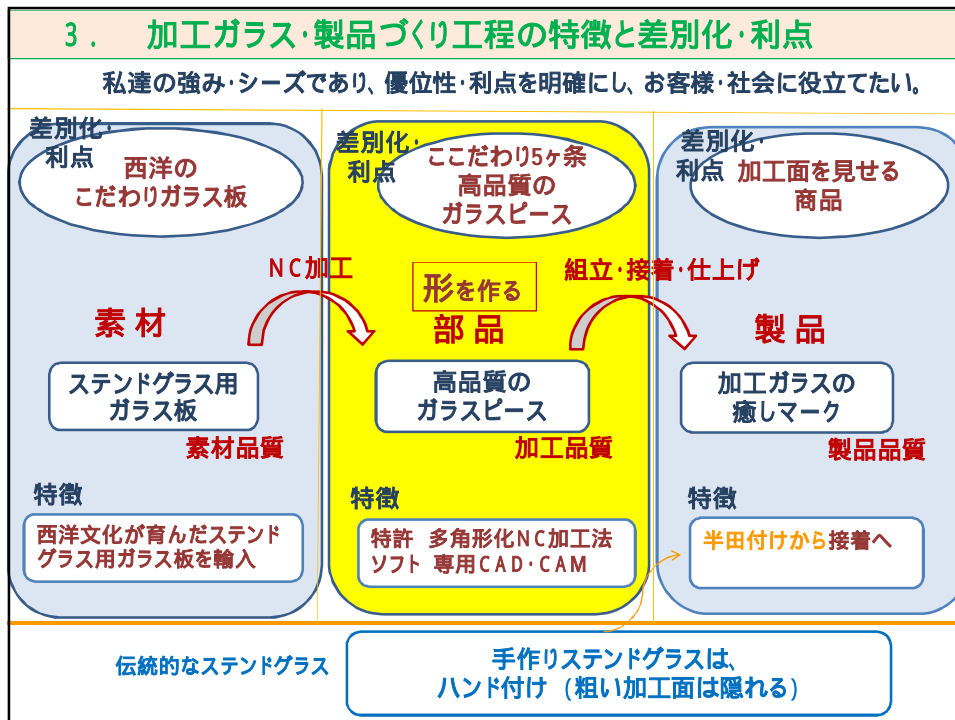 3. 加工ガラス・製品づくり工程の特徴と差別化・利点
私達の強み・シーズであり、優位性・利点を明確にし、お客様・社会に役立てたい。
差別化・
利点
西洋の
こだわりガラス板
差別化・
利点
ここだわり5ヶ条
高品質の
ガラスピース
差別化・
利点
加工面を見せる
商品
NC加工
形を作る
組立・接着・仕上げ
素材
部品
製品
ステンドグラス用
ガラス板
高品質の
ガラスピース
加工ガラスの
癒しマーク
素材品質
加工品質
製品品質
特徴
西洋文化が育んだステンド
グラス用ガラス板を輸入
特徴
特許 多角形化NC加工法
ソフト 専用CAD・CAM
特徴
半田付けから接着へ
伝統的なステンドグラス
手作りステンドグラスは、
ハンド付け (粗い加工面は隠れる)